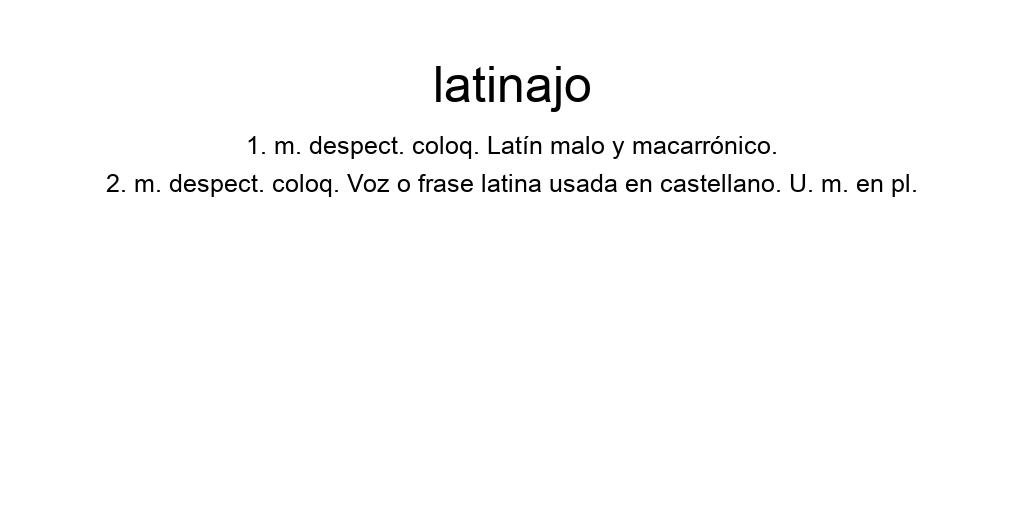 latinajo
1. m. despect. coloq. Latín malo y macarrónico.
2. m. despect. coloq. Voz o frase latina usada en castellano. U. m. en pl.